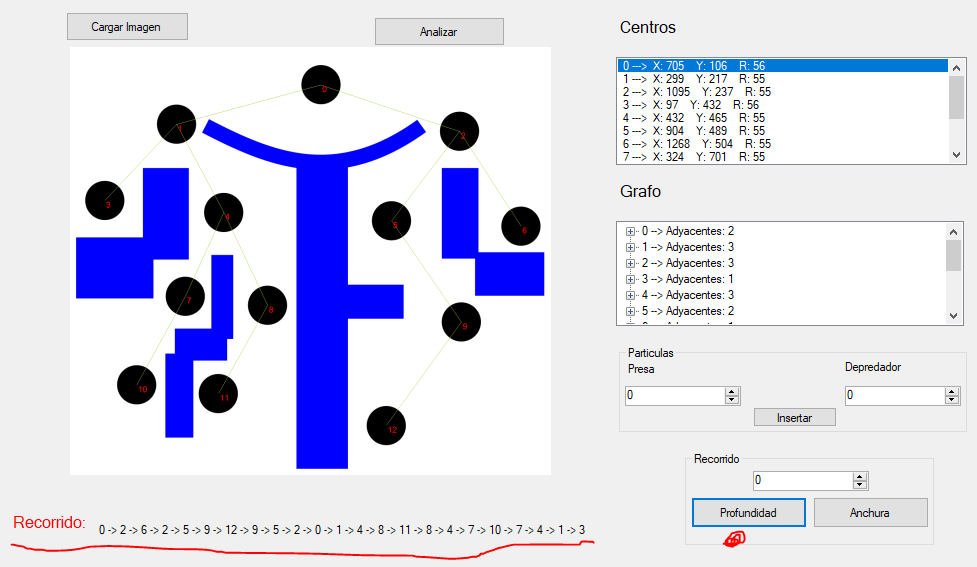 Cargar Imagen
Analizar
Centros
0 ---> X: 705 Y: 106 R: 56
1 ---> X: 299 Y: 217 R: 55
2 ---> X: 1095 Y: 237 R: 55
3 ---> X: 97 Y: 432 R: 56
4 ---> X: 432 Y: 465 R: 55
5 ---> X: 904 Y: 489 R: 55
6 ---> X: 1268 Y: 504 R: 55
7 ---> X: 324 Y: 701 R: 55
0
1
2
3
4
5
6
7
8
9
10
11
12
Grafo
0 --> Adyacentes: 2
1 --> Adyacentes: 3
2 --> Adyacentes: 3
3 --> Adyacentes: 1
4 --> Adyacentes: 3
5 --> Adyacentes: 2
Particulas
Presa
Depredador
0
0
Insertar
Recorrido
0
Profundidad
Anchura
Recorrido: 0 -> 2 -> 6 -> 2 -> 5 -> 9 -> 12 -> 9 -> 5 -> 2 -> 0 -> 1 -> 4 -> 8 -> 11 -> 8 -> 4 -> 7 -> 10 -> 7 -> 4 -> 1 -> 3